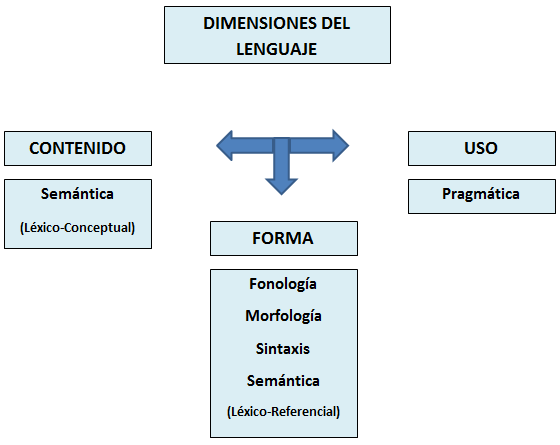 DIMENSIONES DEL
LENGUAJE
CONTENIDO
Semántica
(Léxico-Conceptual)
FORMA
Fonología
Morfología
Sintaxis
Semántica
(Léxico-Referencial)
USO
Pragmática